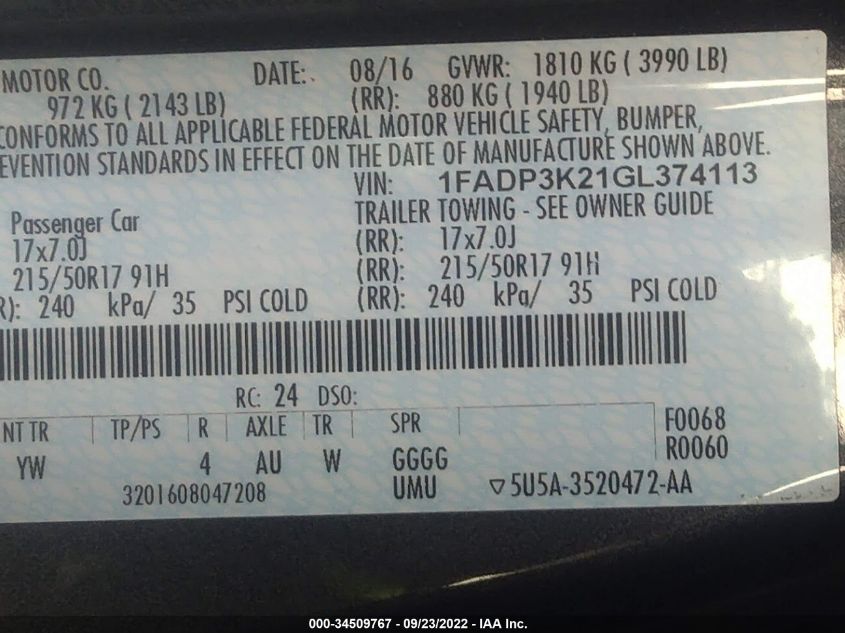 MOTOR CO. DATE: 08/16 GVWR: 1810 KG ( 3990 LB)
972 KG ( 2143 LB) (RR): 880 KG ( 1940 LB)
CONFORMS TO ALL APPLICABLE FEDERAL MOTOR VEHICLE SAFETY, BUMPER,
EVENTION STANDARDS IN EFFECT ON THE DATE OF MANUFACTURE SHOWN ABOVE.
VIN: 1FADP3K21GL374113
Passenger Car TRAILER TOWING - SEE OWNER GUIDE
17x7.0J (RR): 17x7.0J
215/50R17 91H (RR): 215/50R17 91H
R): 240 kPa/ 35 PSI COLD (RR): 240 kPa/ 35 PSI COLD
RC: 24 DSO:
NT TR TP/PS R AXLE TR SPR F0068
YW 4 AU W GGGG R0060
3201608047208 UMU ▽5U5A-3520472-AA
000-34509767 - 09/23/2022 - IAA Inc.